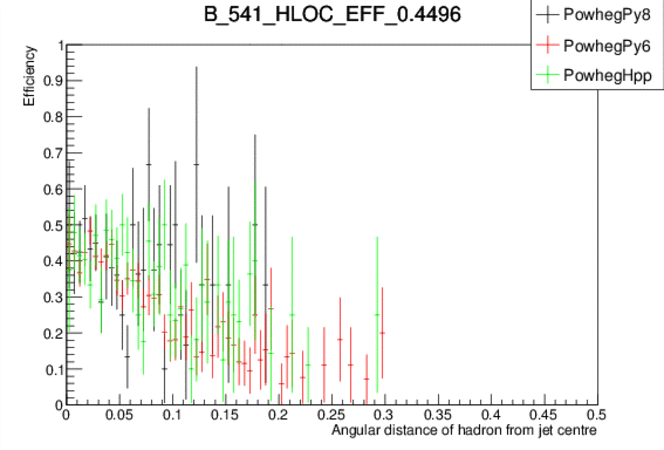 B_541_HLOC_EFF_0.4496
PowhegPy8
PowhegPy6
PowhegHpp
Efficiency
1
0.9
0.8
0.7
0.6
0.5
0.4
0.3
0.2
0.1
0
0 0.05 0.1 0.15 0.2 0.25 0.3 0.35 0.4 0.45 0.5
Angular distance of hadron from jet centre